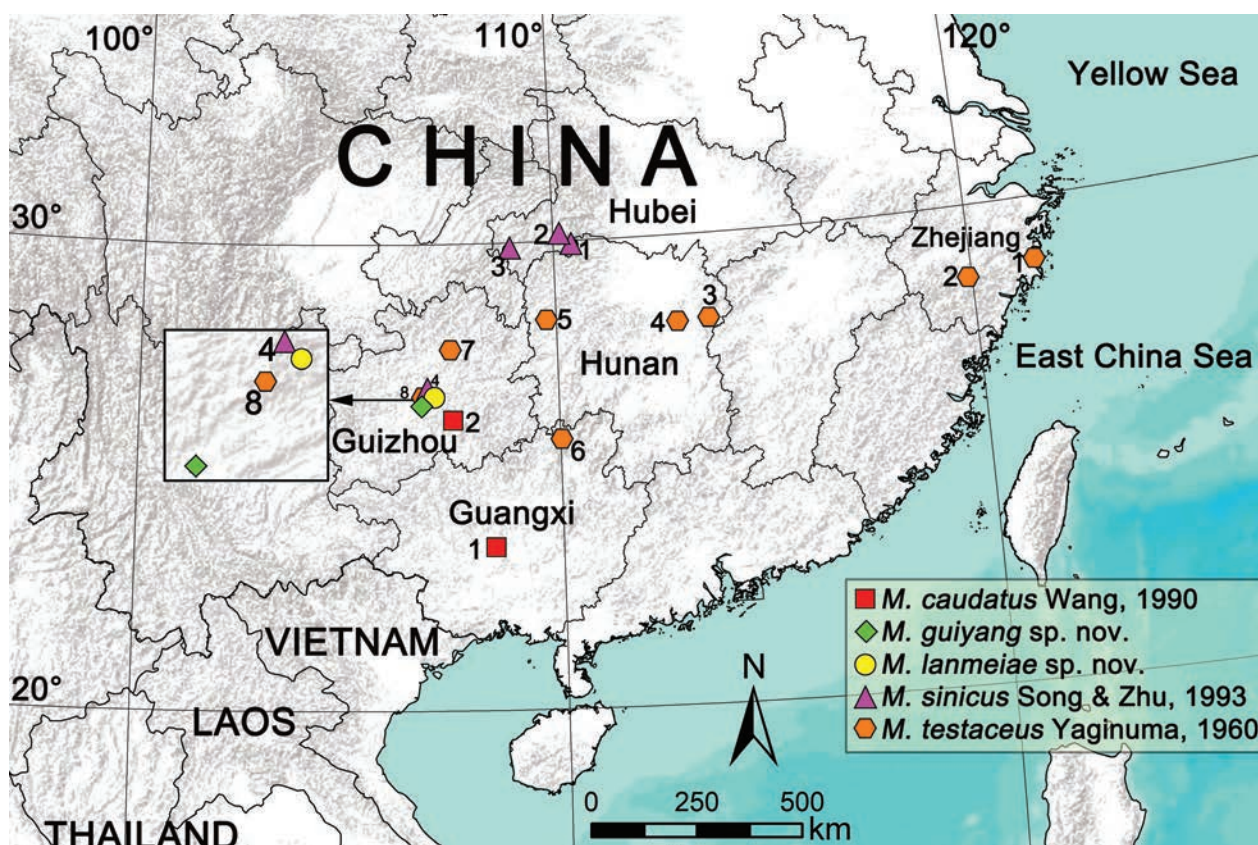 100°
110°
120°
Yellow Sea
CHINA
Hubei
30°
Zhejiang
2
1
3
1
2
3
4
5
East China Sea
Hunan
4
7
8
4
8
2
Guizhou
6
Guangxi
1
M. caudatus Wang, 1990
M. guiyang sp. nov.
M. lanmeiae sp. nov.
M. sinicus Song & Zhu, 1993
M. testaceus Yaginuma, 1960
VIETNAM
N
20°
LAOS
0 250 500
km
THAILAND